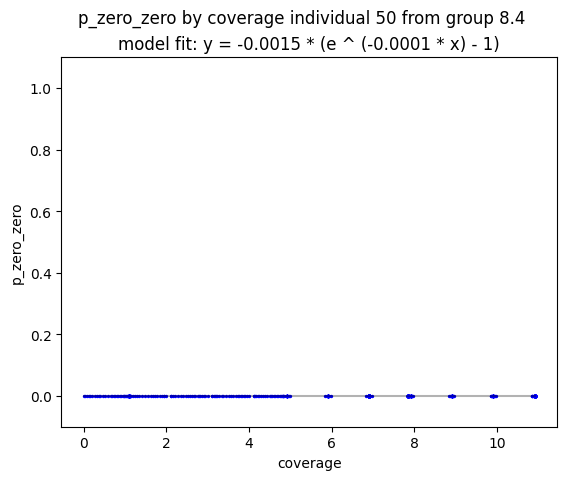 p_zero_zero by coverage individual 50 from group 8.4
model fit: y = -0.0015 * (e ^ (-0.0001 * x) - 1)
1.0
0.8
0.6
0.4
0.2
0.0
p_zero_zero
0 2 4 6 8 10
coverage